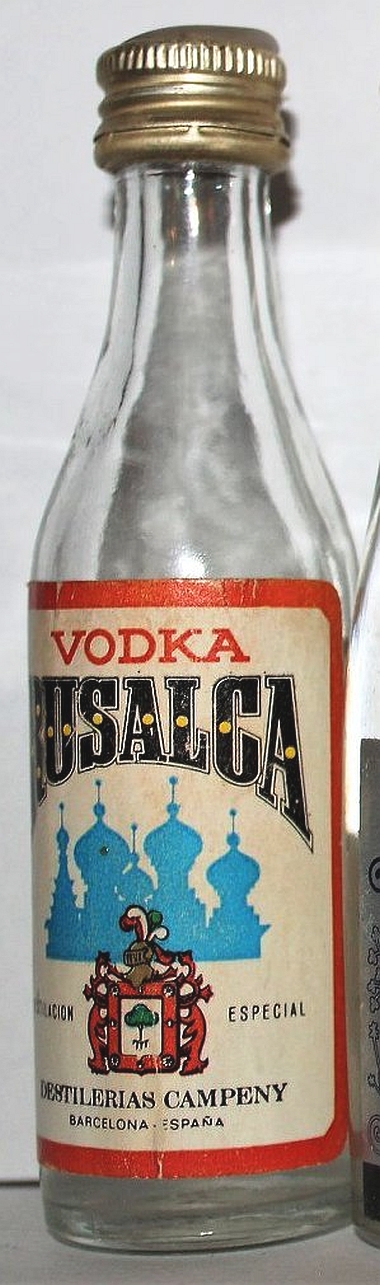 VODKA
RUSALCA
ESPECIAL
DESTILERIAS CAMPENY
BARCELONA - ESPAÑA